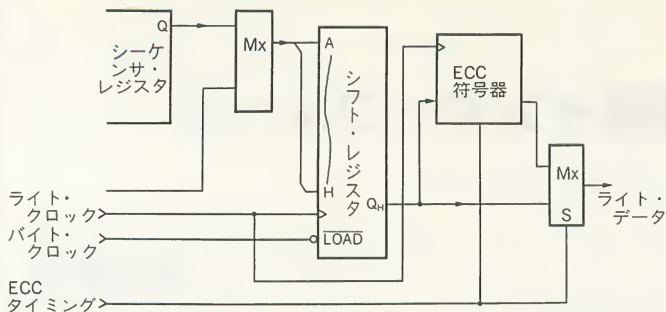 Q
シーケ
ンサ・
レジスタ
Mx
A
H
シフト・レジスタ
Q_H
LOAD
ECC
符号器
Mx
S
ライト・
データ
ライト・
クロック
バイト・
クロック
ECC
タイミング